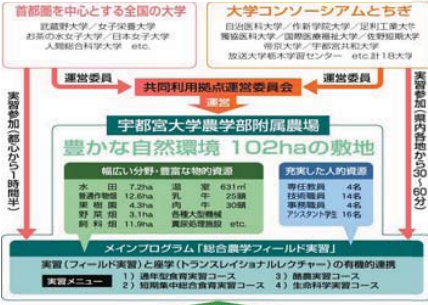 首都圏を中心とする全国の大学
武蔵野大学/女子栄養大学
お茶の水女子大学/日本女子大学
人間総合科学大学 etc.
大学コンソーシアムとちぎ
自治医科大学/作新学院大学/足利工業大学
獨協医科大学/国際医療福祉大/佐野短期大学
帝京大学/宇都宮共和大学
放送大学栃木学習センター etc.計18大学
運営委員
運営委員
共同利用拠点運営委員会
運営
実習参加(都心から1時間半)
実習参加(県内各地から30~60分)
宇都宮大学農学部附属農場
豊かな自然環境 102haの敷地
幅広い分野・豊富な物的資源
水田 7.2ha 温室 631㎡
普通作物畑 12.6ha 乳牛 25頭
果樹園 4.3ha 肉牛 30頭
野菜畑 3.1ha 各種大型機械
飼料畑 11.9ha 糞尿処理施設 etc.
充実した人的資源
専任教員 4名
技術職員 14名
事務職員 4名
アシスタント学生 16名
メインプログラム「総合農学フィールド実習」
実習(フィールド実習)と座学(トランスレイショナルレクチャー)の有機的連携
実習メニュー
1)通年型食育実習コース 3)酪農実習コース
2)短期集中総合食育実習コース 4)生命科学実習コース